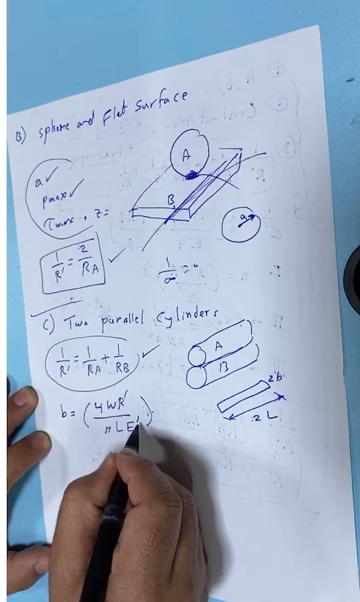 B) Sphere and Flat Surface
a ✓
Pmax ✓
τmax, z=
A
B
a
1/R' = 2/RA ✓
1/∞ = 0
C) Two parallel Cylinders
1/R' = 1/RA + 1/RB ✓
A
B
2b
2L
b = (4WR'/πLE')